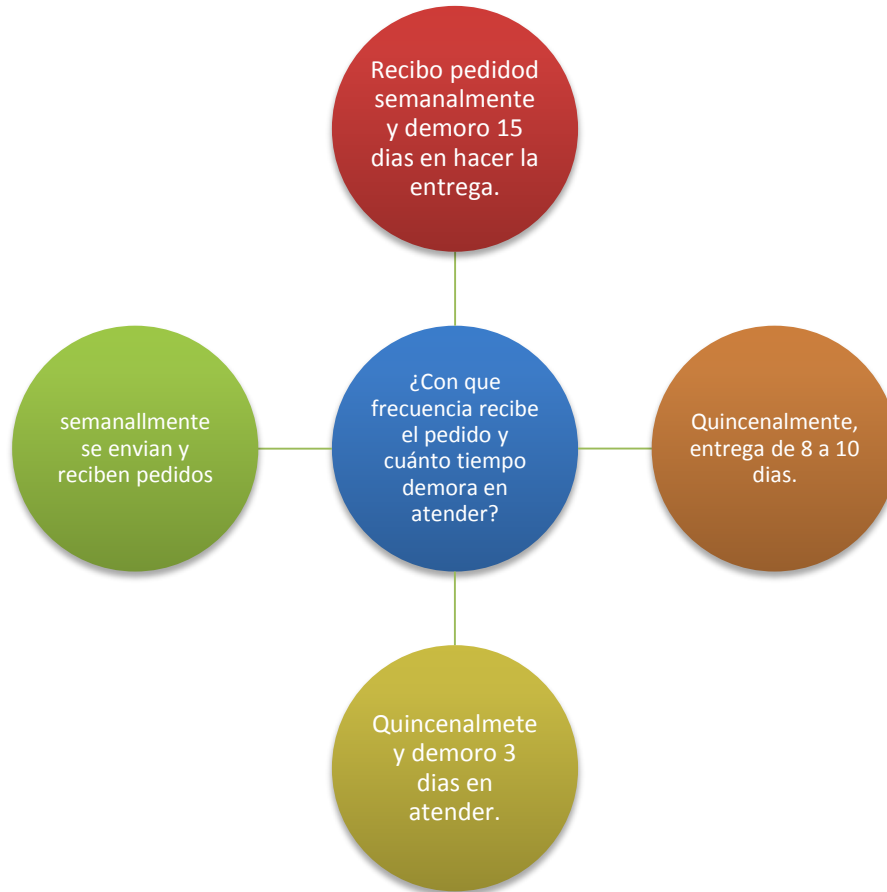 Recibo pedidod
semanalmente
y demoro 15
dias en hacer la
entrega.
semanallmente
se envian y
reciben pedidos
¿Con que
frecuencia recibe
el pedido y
cuánto tiempo
demora en
atender?
Quincenalmente,
entrega de 8 a 10
dias.
Quincenalmete
y demoro 3
dias en
atender.